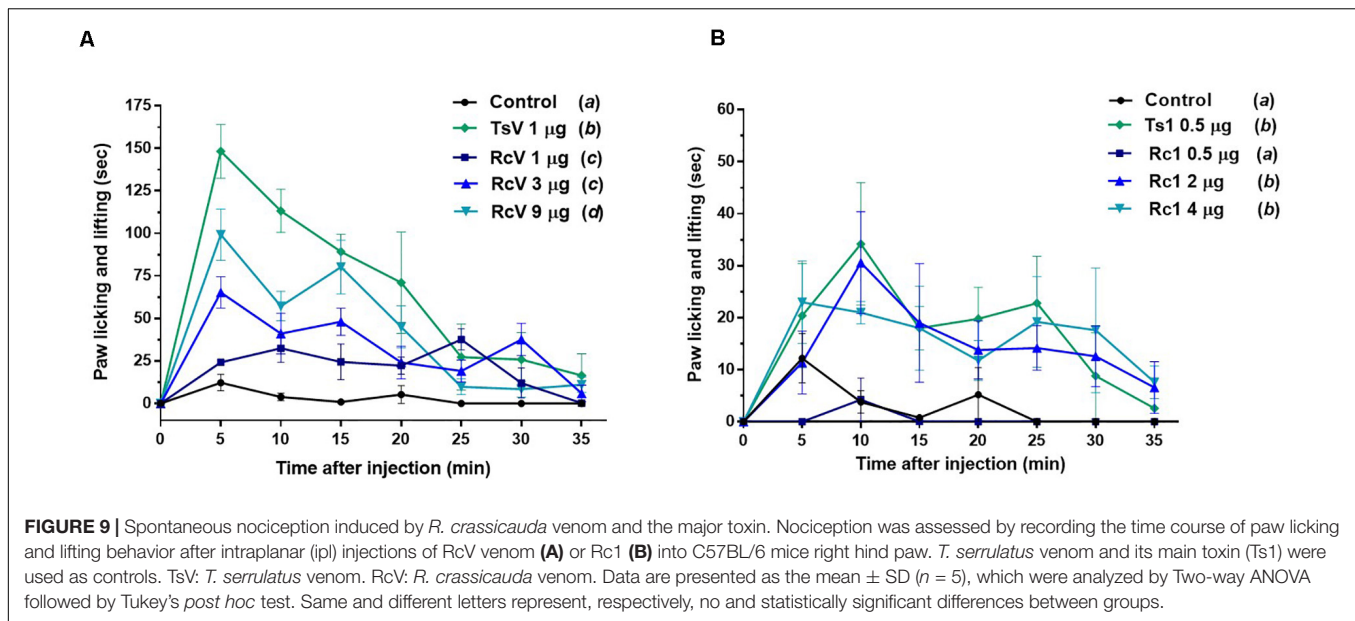 A
Paw licking and lifting (sec)
175
150
125
100
75
50
25
0
0 5 10 15 20 25 30 35
Time after injection (min)
Control (a)
TsV 1 μg (b)
RcV 1 μg (c)
RcV 3 μg (c)
RcV 9 μg (d)
B
Paw licking and lifting (sec)
60
50
40
30
20
10
0
0 5 10 15 20 25 30 35
Time after injection (min)
Control (a)
Ts1 0.5 μg (b)
Rc1 0.5 μg (a)
Rc1 2 μg (b)
Rc1 4 μg (b)
FIGURE 9 | Spontaneous nociception induced by R. crassicauda venom and the major toxin. Nociception was assessed by recording the time course of paw licking
and lifting behavior after intraplanar (ipl) injections of RcV venom (A) or Rc1 (B) into C57BL/6 mice right hind paw. T. serrulatus venom and its main toxin (Ts1) were
used as controls. TsV: T. serrulatus venom. RcV: R. crassicauda venom. Data are presented as the mean ± SD (n = 5), which were analyzed by Two-way ANOVA
followed by Tukey's post hoc test. Same and different letters represent, respectively, no and statistically significant differences between groups.